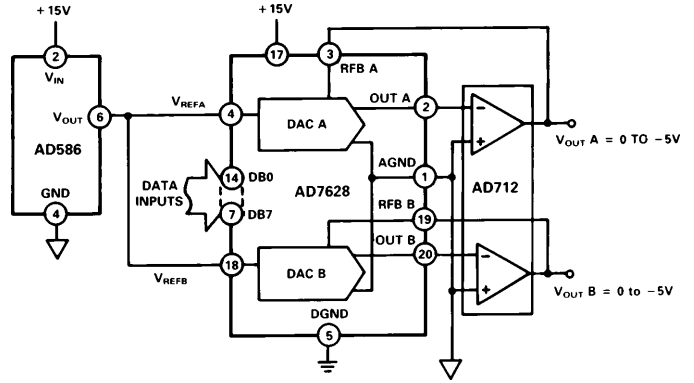 + 15V
+ 15V
2
VIN
17
3
RFB A
VOUT
6
VREFA
4
DAC A
OUT A
2
VOUT A = 0 TO −5V
AD586
14
DB0
DATA
INPUTS
AD7628
AGND
1
AD712
GND
4
7
DB7
RFB B
19
OUT B
20
VREFB
18
DAC B
VOUT B = 0 to −5V
DGND
5
−
+
−
+